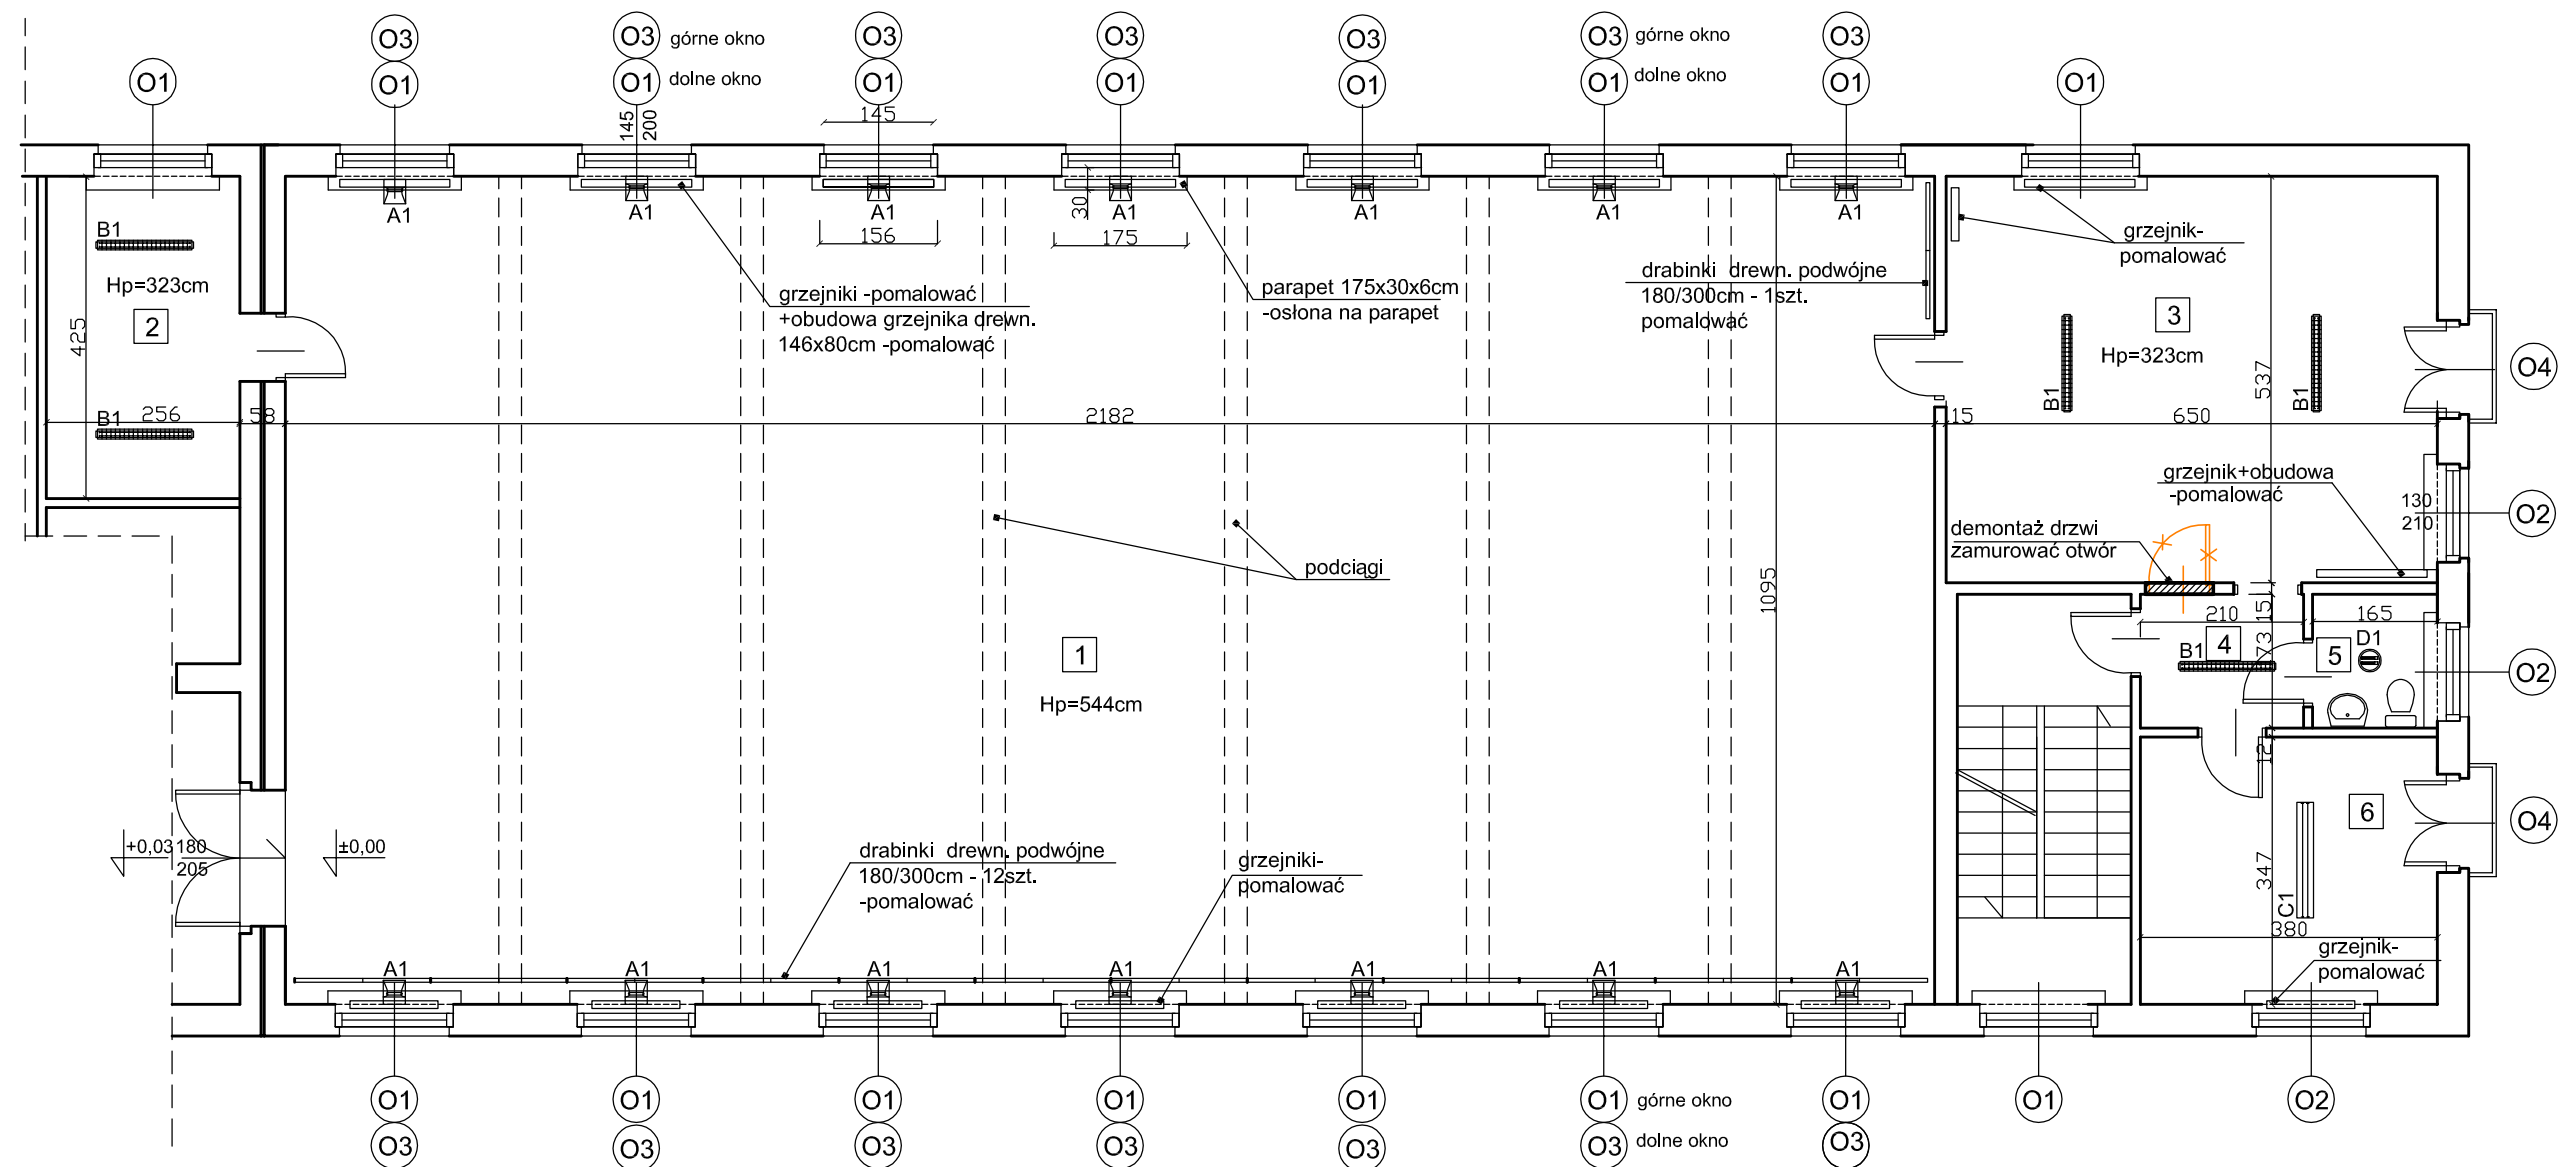 O3
O3 górne okno
O3
O3
O3
O3 górne okno
O3
O1
O1
O1 dolne okno
O1
O1
O1
O1 dolne okno
O1
O1
145
200
145
A1
A1
A1
A1
A1
A1
A1
30
156
175
B1
Hp=323cm
2
425
B1
256
58
2182
15
650
grzejniki -pomalować
+obudowa grzejnika drewn.
146x80cm -pomalować
parapet 175x30x6cm
-osłona na parapet
drabinki drewn. podwójne
180/300cm - 1szt.
pomalować
grzejnik-
pomalować
3
Hp=323cm
B1
B1
537
O4
grzejnik+obudowa
-pomalować
130
210
O2
demontaż drzwi
zamurować otwór
podciągi
1095
1
Hp=544cm
210
15
165
4
B1
173
5
D1
O2
12
6
O4
347
C1
380
grzejnik-
pomalować
+0,03
180
205
±0,00
drabinki drewn. podwójne
180/300cm - 12szt.
-pomalować
grzejniki-
pomalować
A1
A1
A1
A1
A1
A1
A1
O1
O1
O1
O1
O1
O1 górne okno
O1
O1
O2
O3
O3
O3
O3
O3
O3 dolne okno
O3